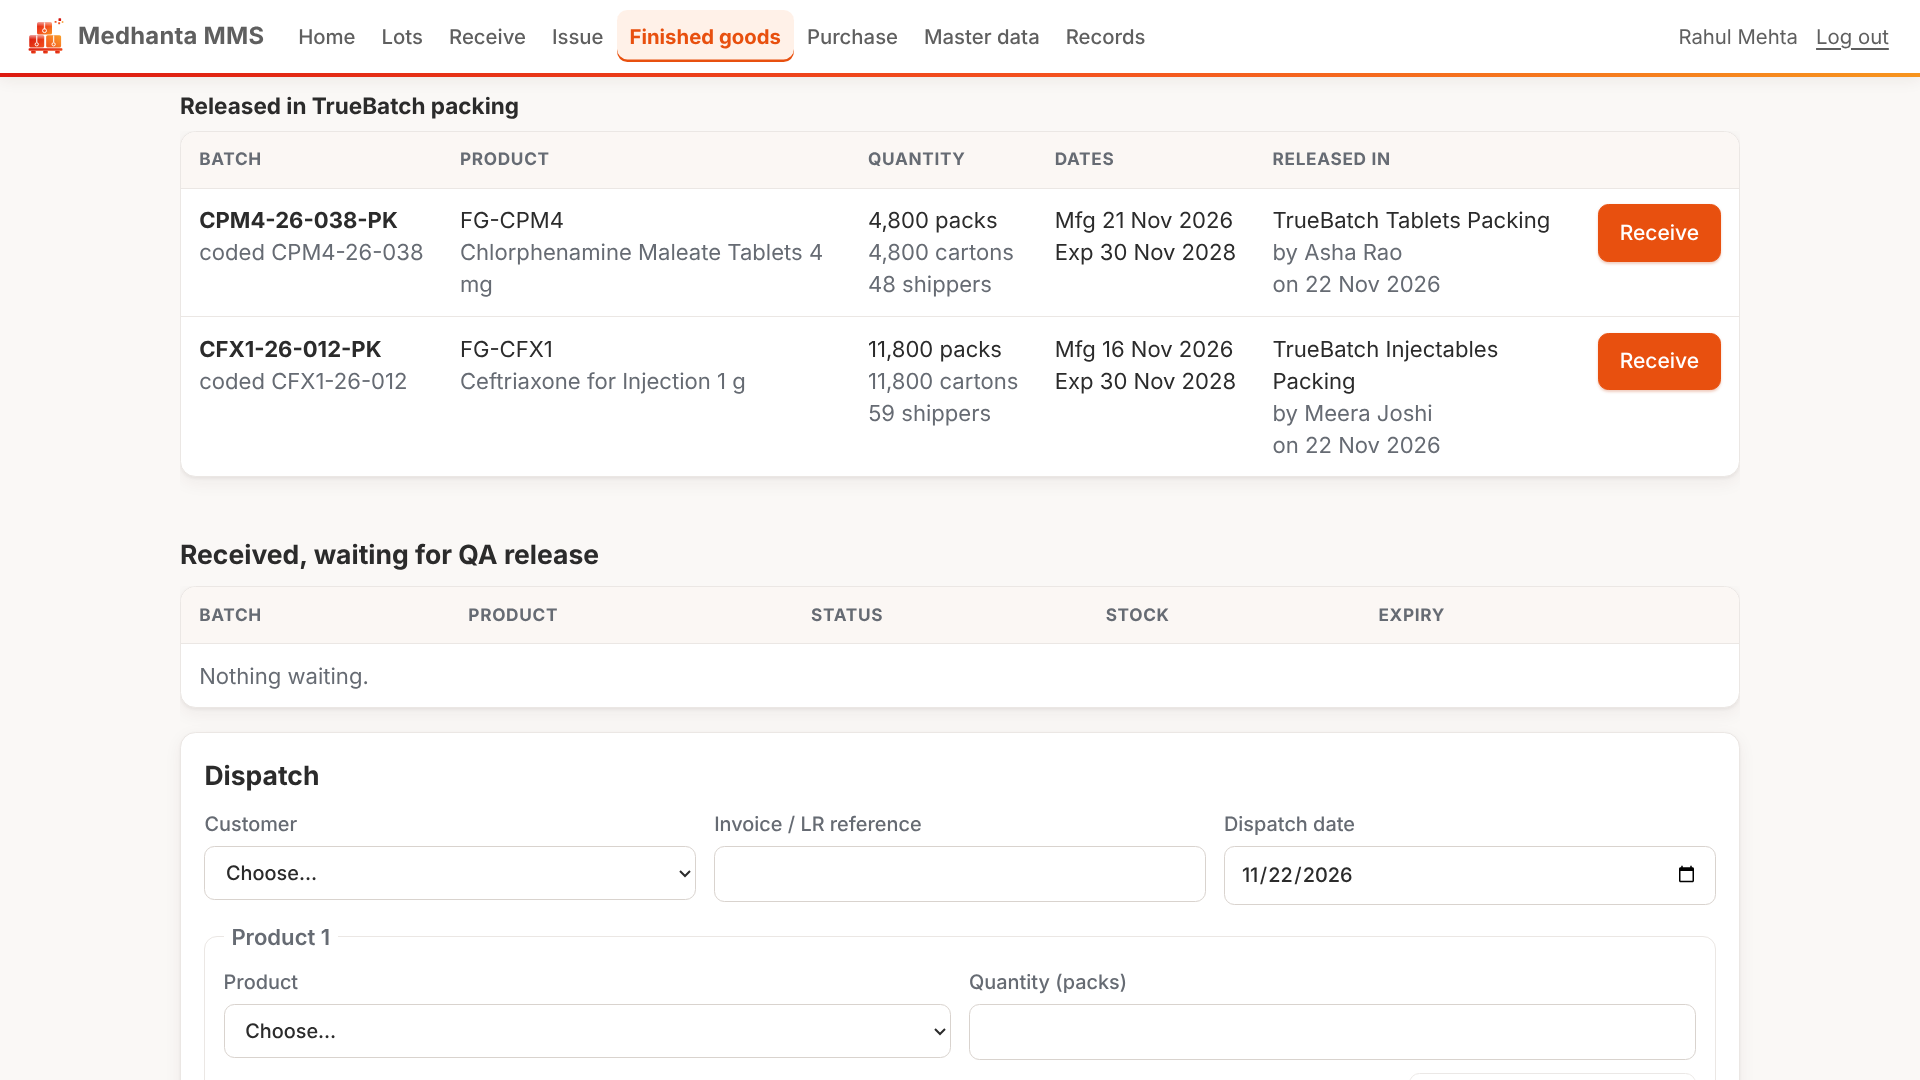 Medhanta MMS Home Lots Receive Issue Finished goods Purchase Master data Records Rahul Mehta Log out
Released in TrueBatch packing
BATCH PRODUCT QUANTITY DATES RELEASED IN
CPM4-26-038-PK FG-CPM4 4,800 packs Mfg 21 Nov 2026 TrueBatch Tablets Packing Receive
coded CPM4-26-038 Chlorphenamine Maleate Tablets 4 4,800 cartons Exp 30 Nov 2028 by Asha Rao
mg 48 shippers on 22 Nov 2026
CFX1-26-012-PK FG-CFX1 11,800 packs Mfg 16 Nov 2026 TrueBatch Injectables Receive
coded CFX1-26-012 Ceftriaxone for Injection 1 g 11,800 cartons Exp 30 Nov 2028 Packing
59 shippers by Meera Joshi
on 22 Nov 2026
Received, waiting for QA release
BATCH PRODUCT STATUS STOCK EXPIRY
Nothing waiting.
Dispatch
Customer Invoice / LR reference Dispatch date
Choose... 11/22/2026
Product 1
Product Quantity (packs)
Choose...